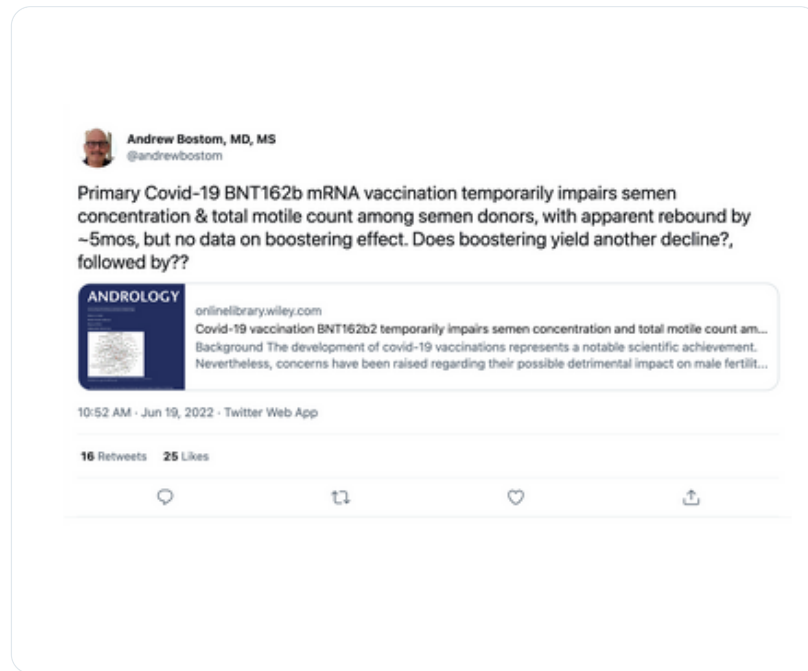 Andrew Bostom, MD, MS
@andrewbostom
Primary Covid-19 BNT162b mRNA vaccination temporarily impairs semen
concentration & total motile count among semen donors, with apparent rebound by
~5mos, but no data on boostering effect. Does boostering yield another decline?,
followed by??
ANDROLOGY
onlinelibrary.wiley.com
Covid-19 vaccination BNT162b2 temporarily impairs semen concentration and total motile count am...
Background The development of covid-19 vaccinations represents a notable scientific achievement.
Nevertheless, concerns have been raised regarding their possible detrimental impact on male fertilit...
10:52 AM · Jun 19, 2022 · Twitter Web App
16 Retweets 25 Likes